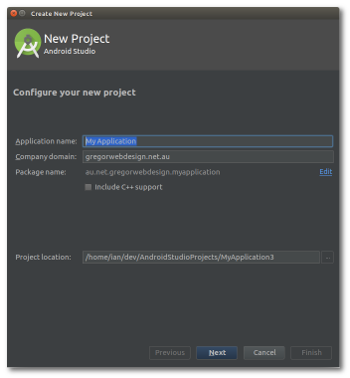 Create New Project
New Project
Android Studio
Configure your new project
Application name: My Application
Company domain: gregorwebdesign.net.au
Package name: au.net.gregorwebdesign.myapplication Edit
Include C++ support
Project location: /home/ian/dev/AndroidStudioProjects/MyApplication3 ...
Previous Next Cancel Finish